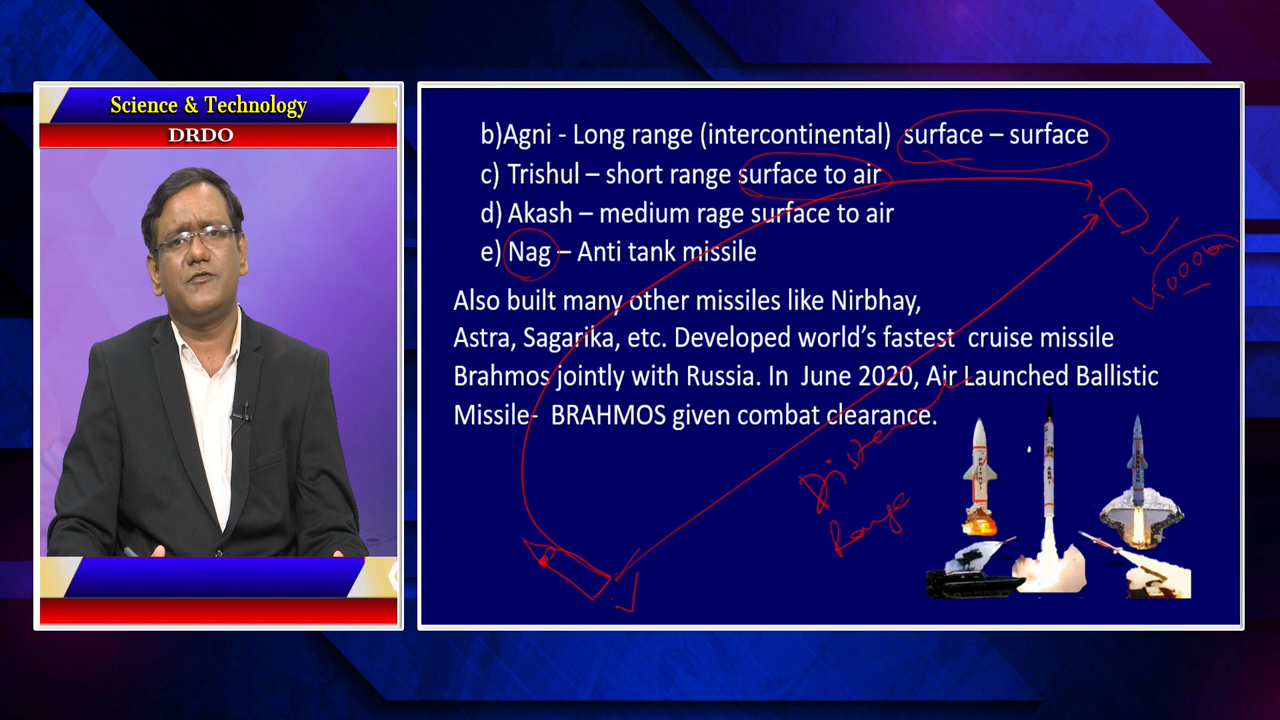 Science & Technology
DRDO
b)Agni - Long range (intercontinental) surface – surface
c) Trishul – short range surface to air
d) Akash – medium rage surface to air
e) Nag – Anti tank missile
Also built many other missiles like Nirbhay,
Astra, Sagarika, etc. Developed world's fastest cruise missile
Brahmos jointly with Russia. In June 2020, Air Launched Ballistic
Missile- BRAHMOS given combat clearance.
Range